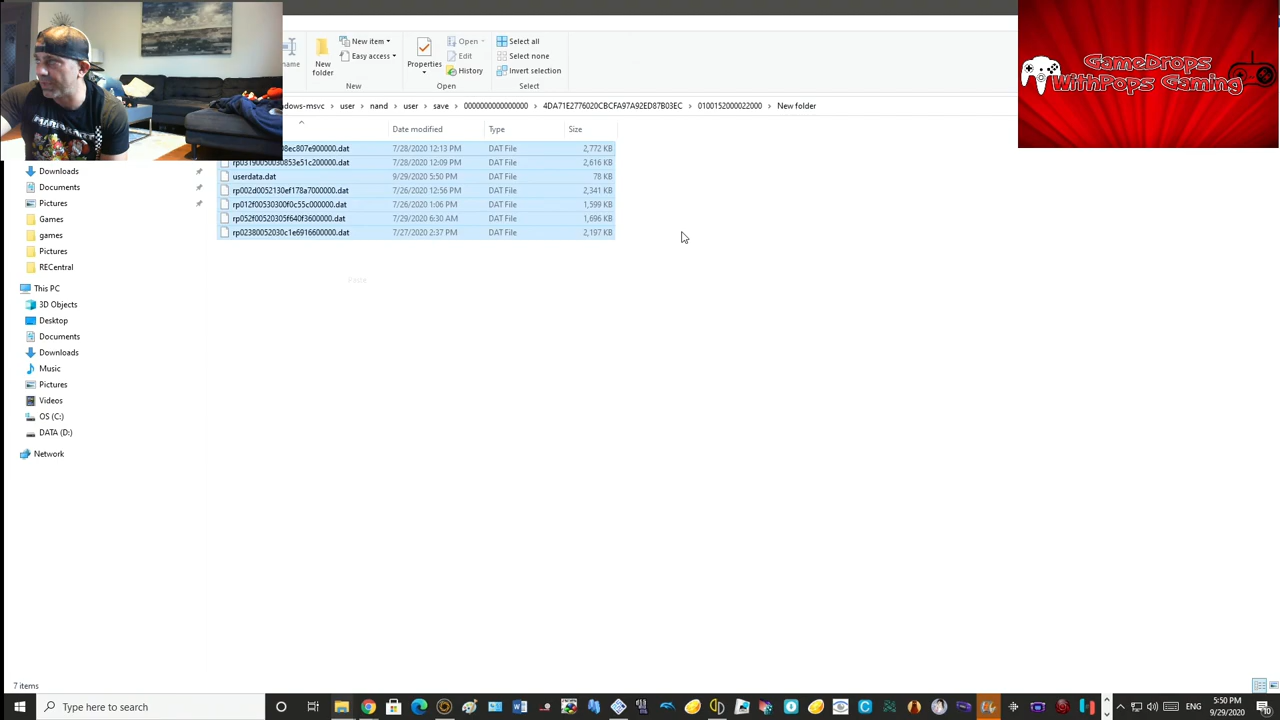 New item
Easy access
name
New
folder
New
Properties
Open
Edit
History
Open
Select all
Select none
Invert selection
Select
GameDrops
WithPops Gaming
dows-msvc > user > nand > user > save > 0000000000000000 > 4DA71E2776020CBCFA97A92ED87B03EC > 0100152000022000 > New folder
Date modified Type Size
8ec807e900000.dat 7/28/2020 12:13 PM DAT File 2,772 KB
rp03190050030853e51c200000.dat 7/28/2020 12:09 PM DAT File 2,616 KB
userdata.dat 9/29/2020 5:50 PM DAT File 78 KB
rp002d0052130ef178a7000000.dat 7/26/2020 12:56 PM DAT File 2,341 KB
rp012f00530300f0c55c000000.dat 7/26/2020 1:06 PM DAT File 1,599 KB
rp052f00520305f640f3600000.dat 7/29/2020 6:30 AM DAT File 1,696 KB
rp02380052030c1e6916600000.dat 7/27/2020 2:37 PM DAT File 2,197 KB
Downloads
Documents
Pictures
Games
games
Pictures
RECentral
This PC
3D Objects
Desktop
Documents
Downloads
Music
Pictures
Videos
OS (C:)
DATA (D:)
Network
7 items
Type here to search
ENG
5:50 PM
9/29/2020